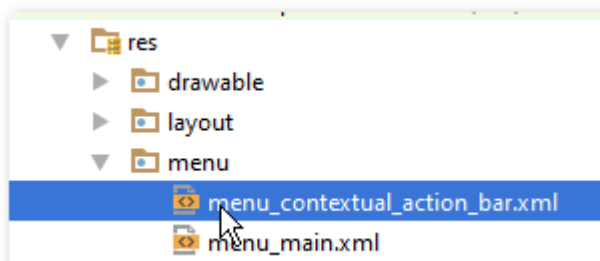 res
drawable
layout
menu
menu_contextual_action_bar.xml
menu_main.xml